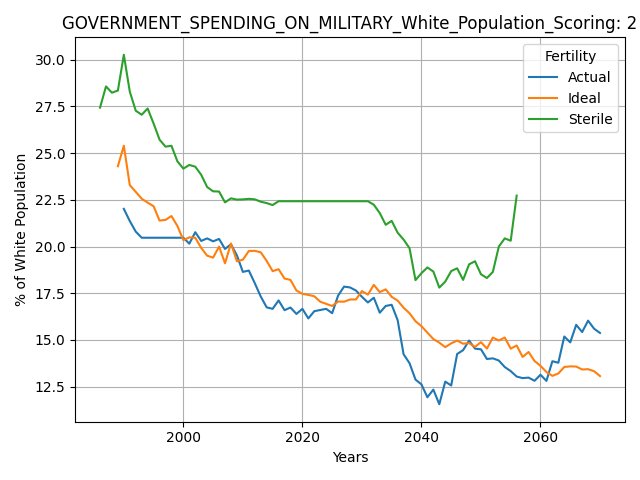 GOVERNMENT_SPENDING_ON_MILITARY_White_Population_Scoring: 2
Fertility
Actual
Ideal
Sterile
% of White Population
30.0
27.5
25.0
22.5
20.0
17.5
15.0
12.5
2000
2020
2040
2060
Years